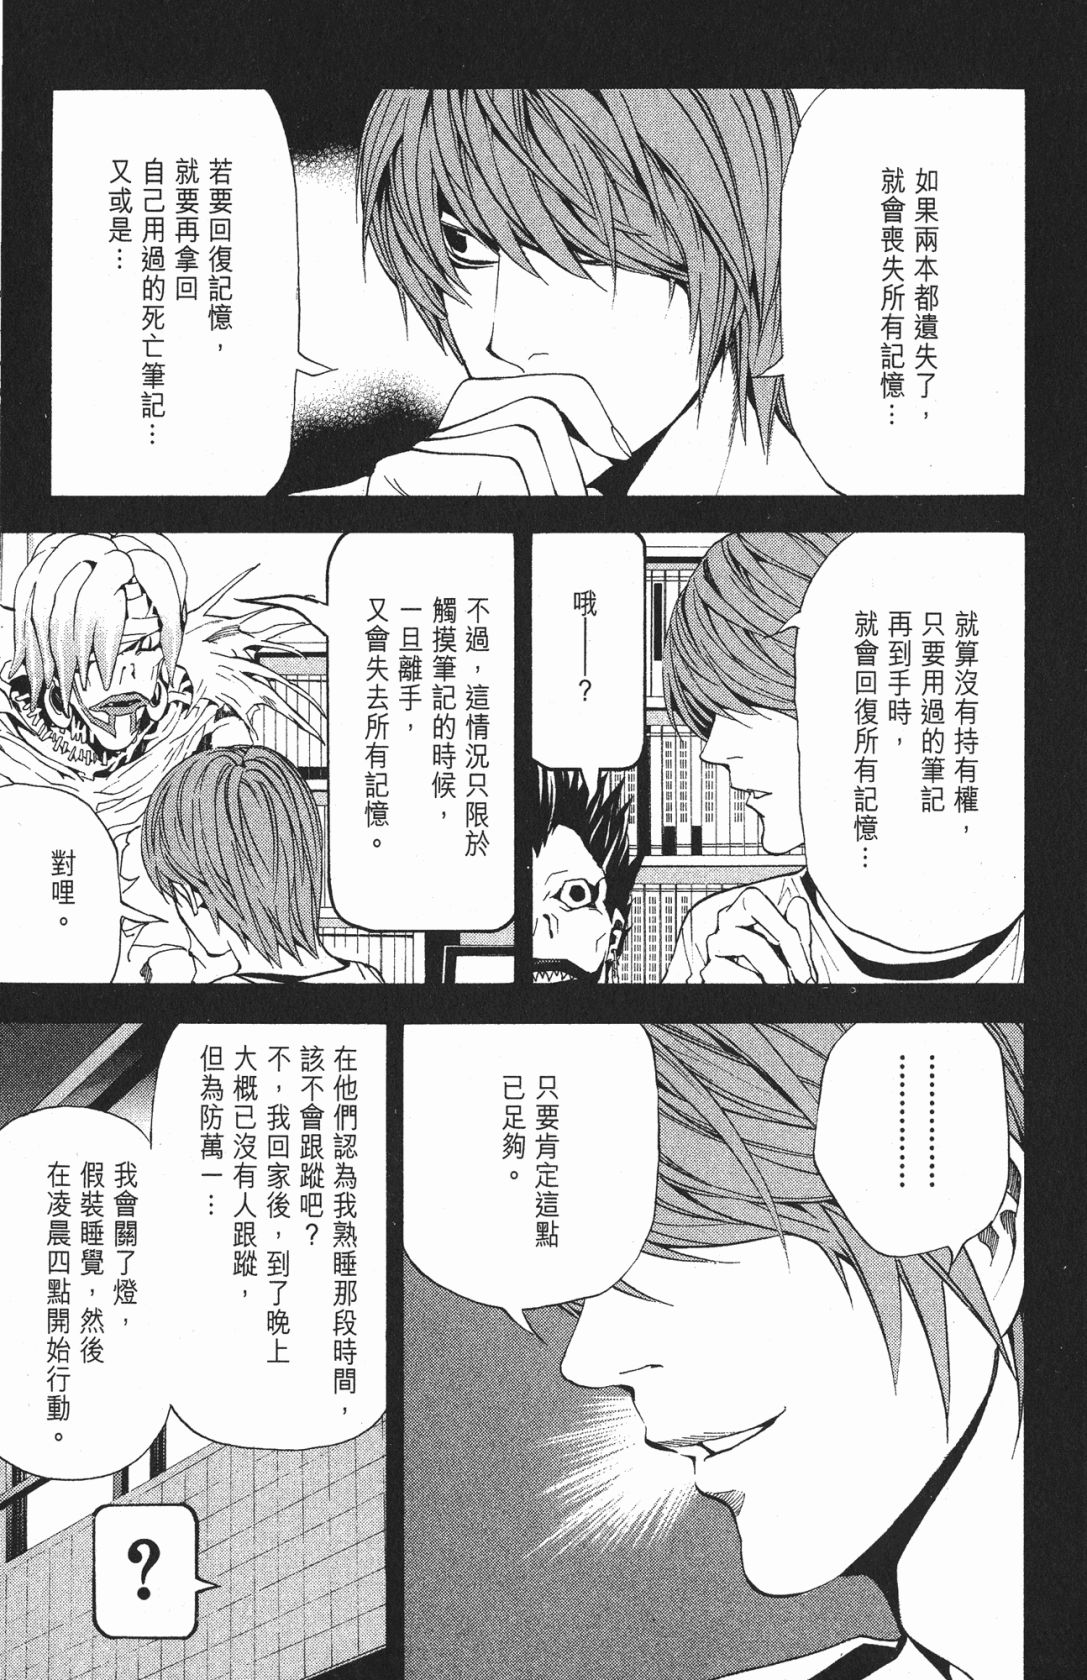 如果兩本都遺失了，
就會喪失所有記憶…
若要回復記憶，
就要再拿回
自己用過的死亡筆記…
又或是…
就算沒有持有權，
只要用過的筆記
再到手時，
就會回復所有記憶…
哦——？
不過，這情況只限於
觸摸筆記的時候，
一旦離手，
又會失去所有記憶。
對哩。
…………
…………
只要肯定這點
已足夠。
在他們認為我熟睡那段時間，
該不會跟蹤吧？
不，我回家後，到了晚上
大概已沒有人跟蹤，
但為防萬一…
我會關了燈，
假裝睡覺，然後
在凌晨四點開始行動。
？